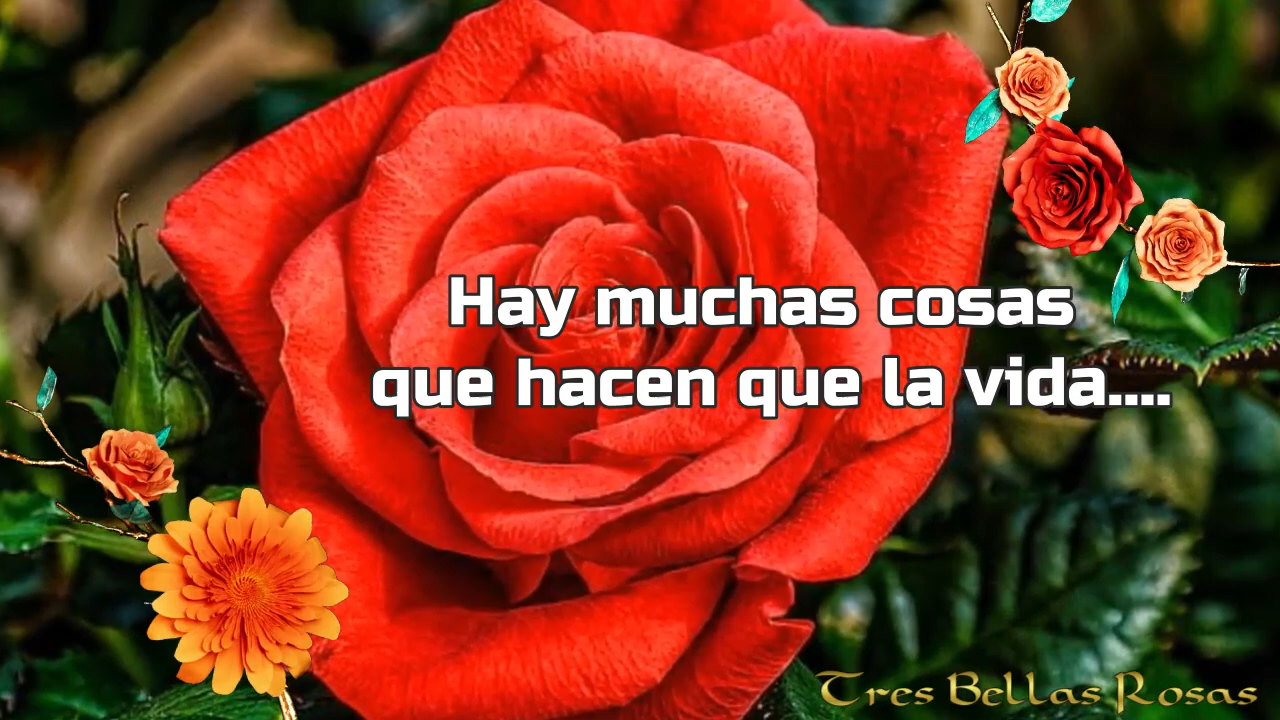 Hay muchas cosas
que hacen que la vida....
Tres Bellas Rosas